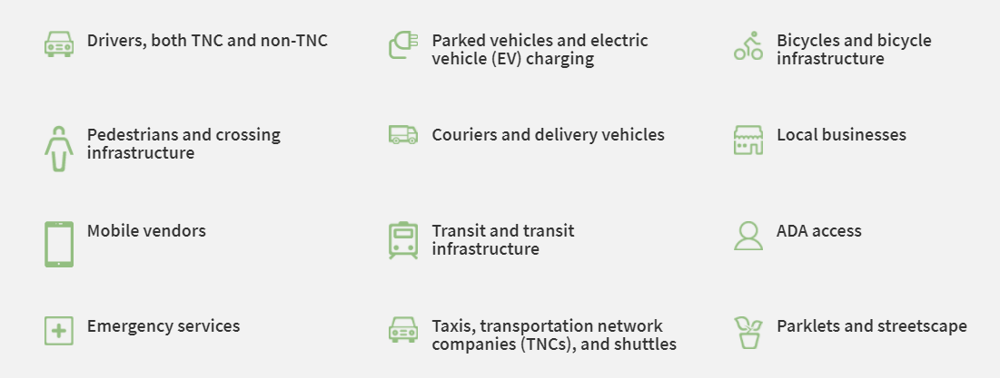 Drivers, both TNC and non-TNC
Parked vehicles and electric
vehicle (EV) charging
Bicycles and bicycle
infrastructure
Pedestrians and crossing
infrastructure
Couriers and delivery vehicles
Local businesses
Mobile vendors
Transit and transit
infrastructure
ADA access
Emergency services
Taxis, transportation network
companies (TNCs), and shuttles
Parklets and streetscape